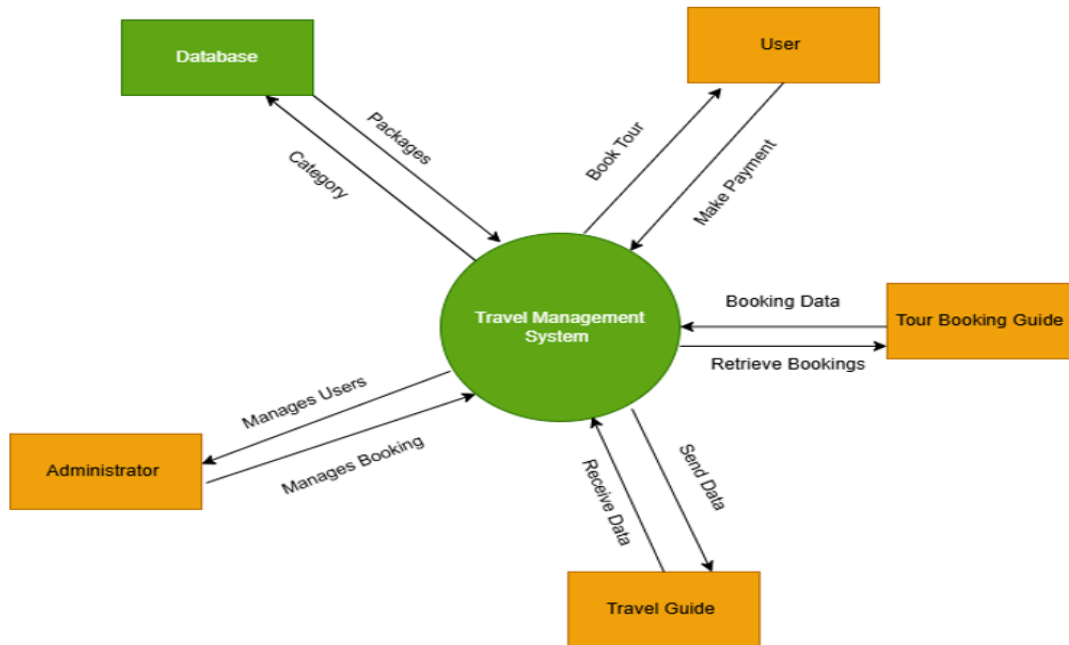 User
Database
Packages
Category
Book Tour
Make Payment
Travel Management
System
Booking Data
Tour Booking Guide
Retrieve Bookings
Manages Users
Manages Booking
Administrator
Receive Data
Send Data
Travel Guide